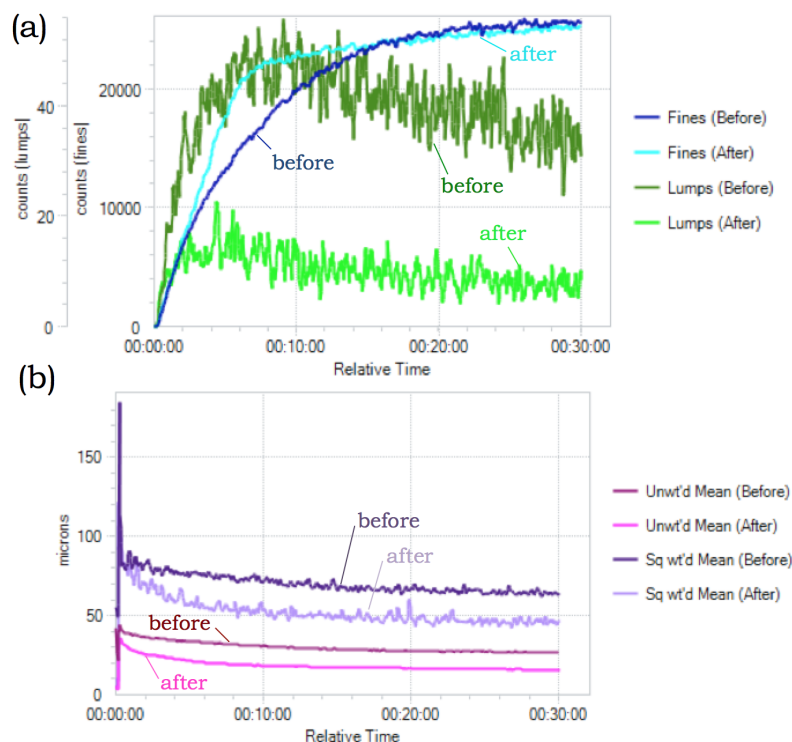 (a)
counts (lumps|
counts (fines|
0
20
40
0
10000
20000
after
before
before
after
00:00:00
00:10:00
00:20:00
00:30:00
Relative Time
Fines (Before)
Fines (After)
Lumps (Before)
Lumps (After)
(b)
microns
0
50
100
150
before
after
before
after
00:00:00
00:10:00
00:20:00
00:30:00
Relative Time
Unwt'd Mean (Before)
Unwt'd Mean (After)
Sq wt'd Mean (Before)
Sq wt'd Mean (After)